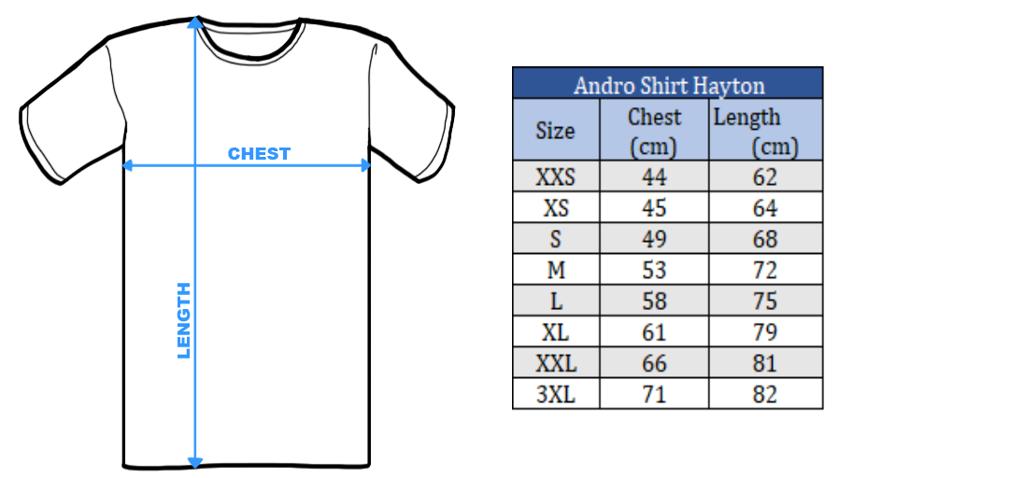 CHEST
LENGTH
Andro Shirt Hayton
Size Chest (cm) Length (cm)
XXS 44 62
XS 45 64
S 49 68
M 53 72
L 58 75
XL 61 79
XXL 66 81
3XL 71 82